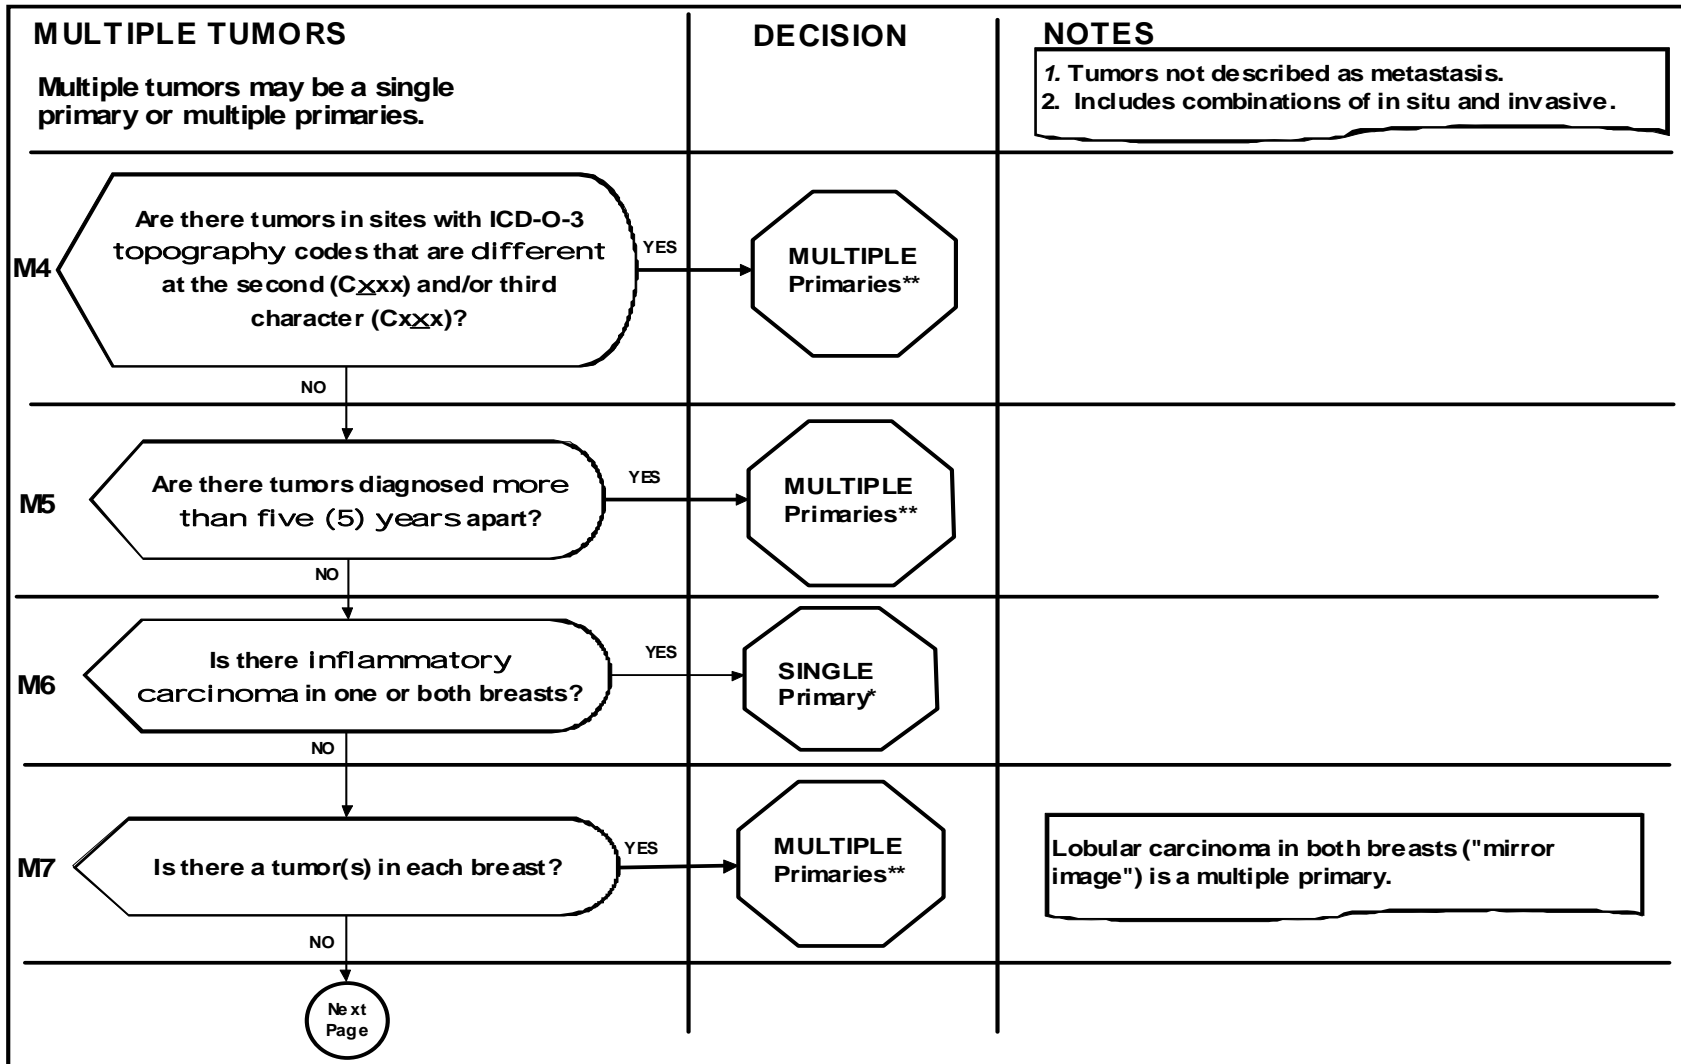 MULTIPLE TUMORS
DECISION
NOTES
Multiple tumors may be a single
primary or multiple primaries.
1. Tumors not described as metastasis.
2. Includes combinations of in situ and invasive.
M4
Are there tumors in sites with ICD-O-3
topography codes that are different
at the second (Cxxx) and/or third
character (Cxxx)?
YES
MULTIPLE
Primaries**
NO
M5
Are there tumors diagnosed more
than five (5) years apart?
YES
MULTIPLE
Primaries**
NO
M6
Is there inflammatory
carcinoma in one or both breasts?
YES
SINGLE
Primary*
NO
M7
Is there a tumor(s) in each breast?
YES
MULTIPLE
Primaries**
Lobular carcinoma in both breasts ("mirror
image") is a multiple primary.
NO
Next
Page